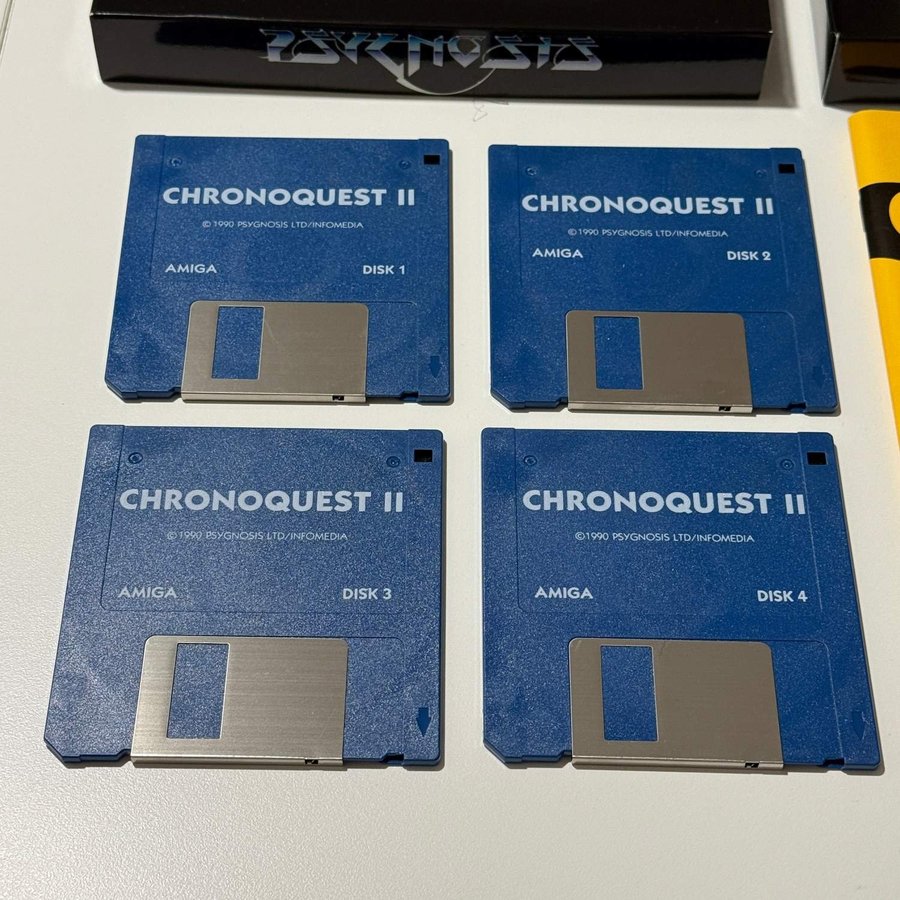 PSYGNOSIS
CHRONOQUEST II
© 1990 PSYGNOSIS LTD/INFOMEDIA
AMIGA DISK 1
CHRONOQUEST II
© 1990 PSYGNOSIS LTD/INFOMEDIA
AMIGA DISK 2
CHRONOQUEST II
© 1990 PSYGNOSIS LTD/INFOMEDIA
AMIGA DISK 3
CHRONOQUEST II
© 1990 PSYGNOSIS LTD/INFOMEDIA
AMIGA DISK 4